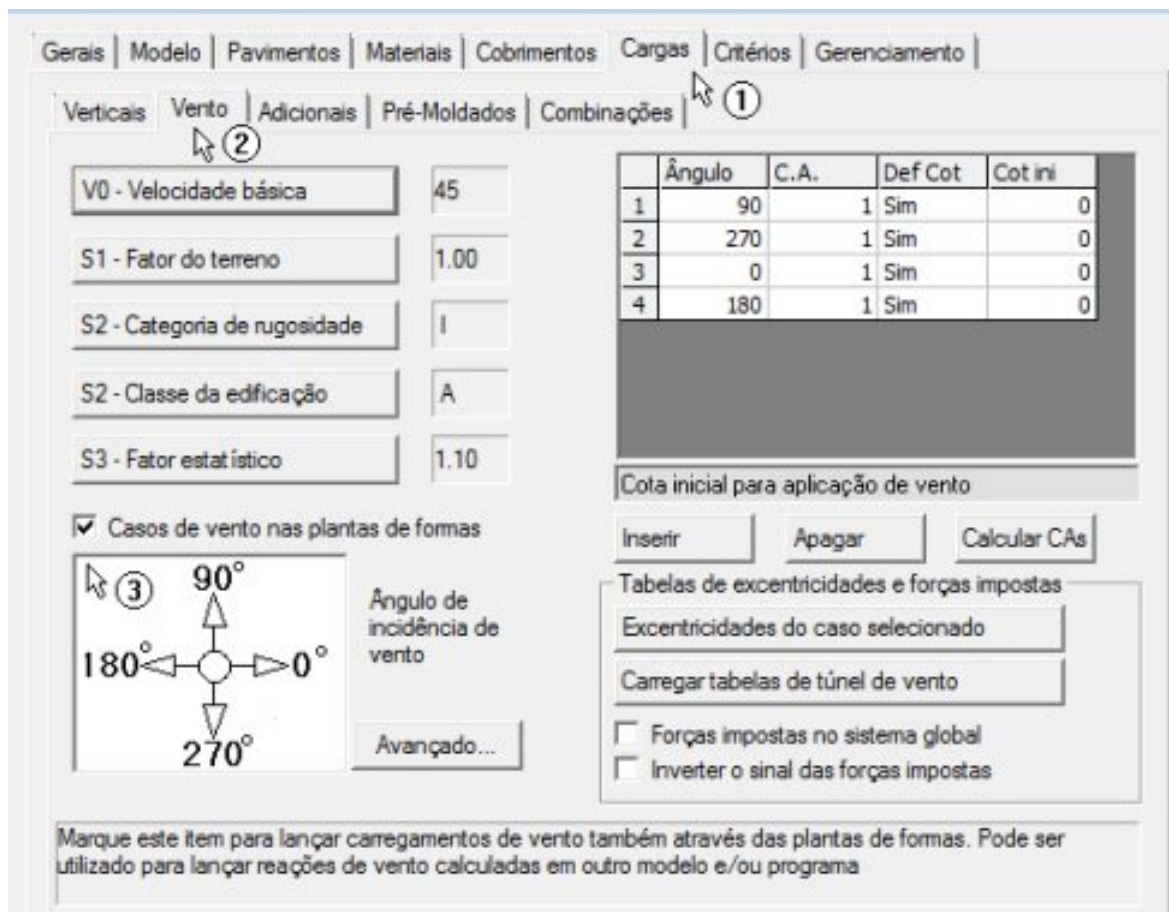 Gerais Modelo Pavimentos Materiais Cobrimentos Cargas Critérios Gerenciamento
1
Verticais Vento Adicionais Pré-Moldados Combinações
2
V0 - Velocidade básica 45
S1 - Fator do terreno 1.00
S2 - Categoria de rugosidade I
S2 - Classe da edificação A
S3 - Fator estatístico 1.10
Ângulo C.A. Def Cot Cot ini
1 90 1 Sim 0
2 270 1 Sim 0
3 0 1 Sim 0
4 180 1 Sim 0
Cota inicial para aplicação de vento
Inserir Apagar Calcular CAs
Casos de vento nas plantas de formas
3
90°
180° 0°
270°
Ângulo de
incidência de
vento
Avançado...
Tabelas de excentricidades e forças impostas
Excentricidades do caso selecionado
Carregar tabelas de túnel de vento
Forças impostas no sistema global
Inverter o sinal das forças impostas
Marque este item para lançar carregamentos de vento também através das plantas de formas. Pode ser
utilizado para lançar reações de vento calculadas em outro modelo e/ou programa